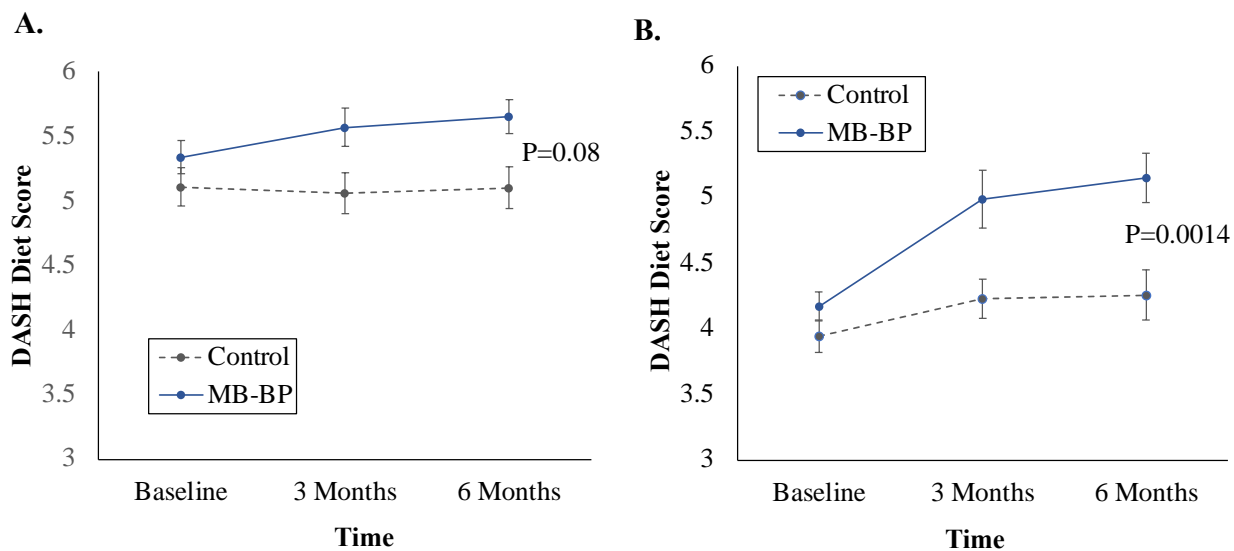 A.
6
5.5
5
4.5
4
3.5
3
DASH Diet Score
P=0.08
Control
MB-BP
Baseline
3 Months
6 Months
Time
B.
6
5.5
5
4.5
4
3.5
3
DASH Diet Score
Control
MB-BP
P=0.0014
Baseline
3 Months
6 Months
Time